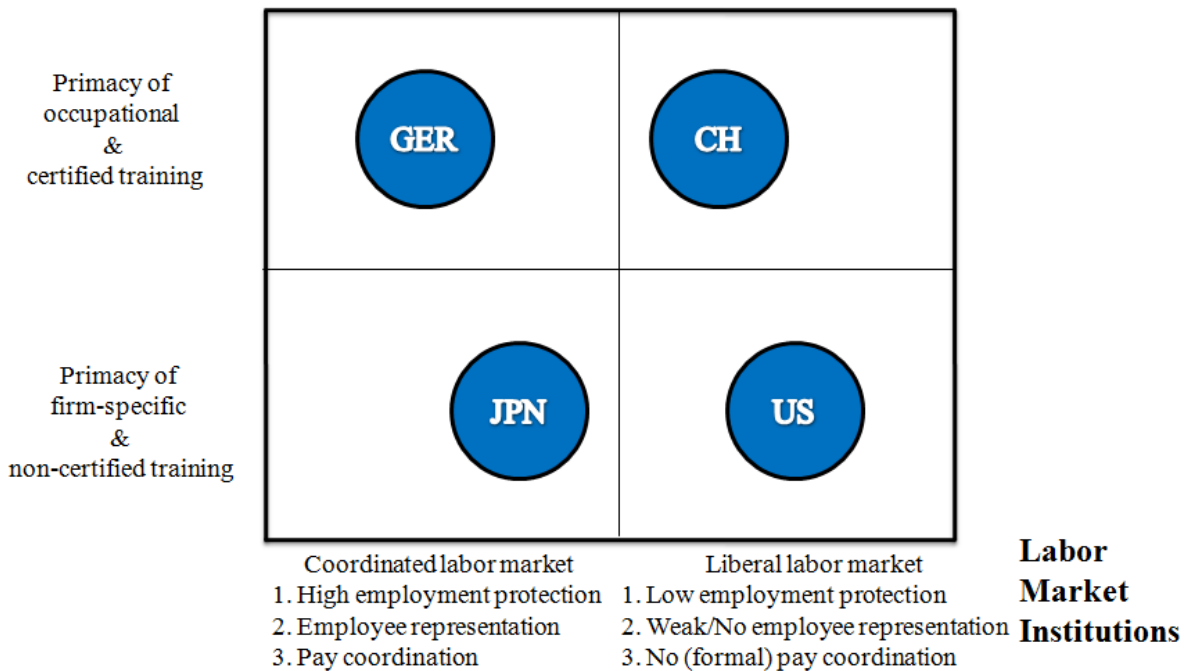 Primacy of
occupational
&
certified training
GER
CH
Primacy of
firm-specific
&
non-certified training
JPN
US
Coordinated labor market
1. High employment protection
2. Employee representation
3. Pay coordination
Liberal labor market
1. Low employment protection
2. Weak/No employee representation
3. No (formal) pay coordination
Labor
Market
Institutions